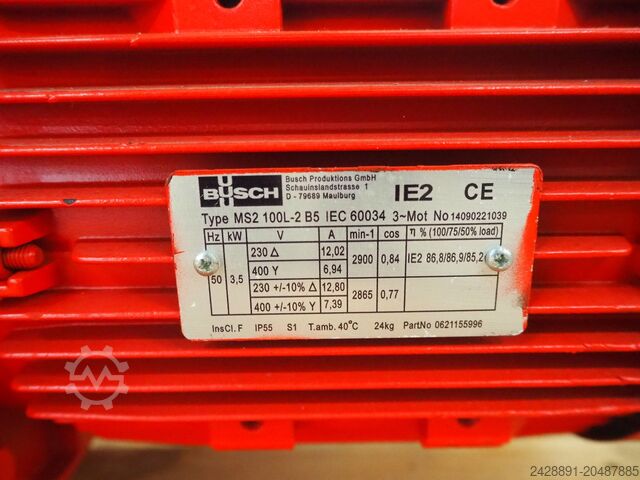 BUSCH
Busch Produktions GmbH
Schauinslandstrasse 1
D - 79689 Maulburg
IE2 CE
Type MS2 100L-2 B5 IEC 60034 3~Mot No 14090221039
Hz kW V A min-1 cos η % (100/75/50% load)
50 3,5 230 Δ 12,02 2900 0,84 IE2 86,8/86,9/85,2
400 Y 6,94
230 +/-10% Δ 12,80 2865 0,77
400 +/-10% Y 7,39
InsCl. F IP55 S1 T.amb. 40°C 24kg PartNo 0621155996
2428891-20487885